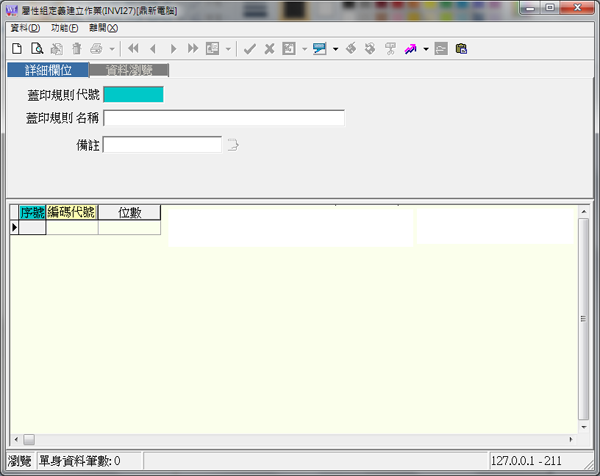 屬性組定義建立作業(INVI27)[鼎新電腦]
資料(D) 功能(F) 離開(X)
詳細欄位 資料瀏覽
蓋印規則 代號
蓋印規則 名稱
備註
序號 編碼代號 位數
瀏覽 單身資料筆數: 0 127.0.0.1 - 211